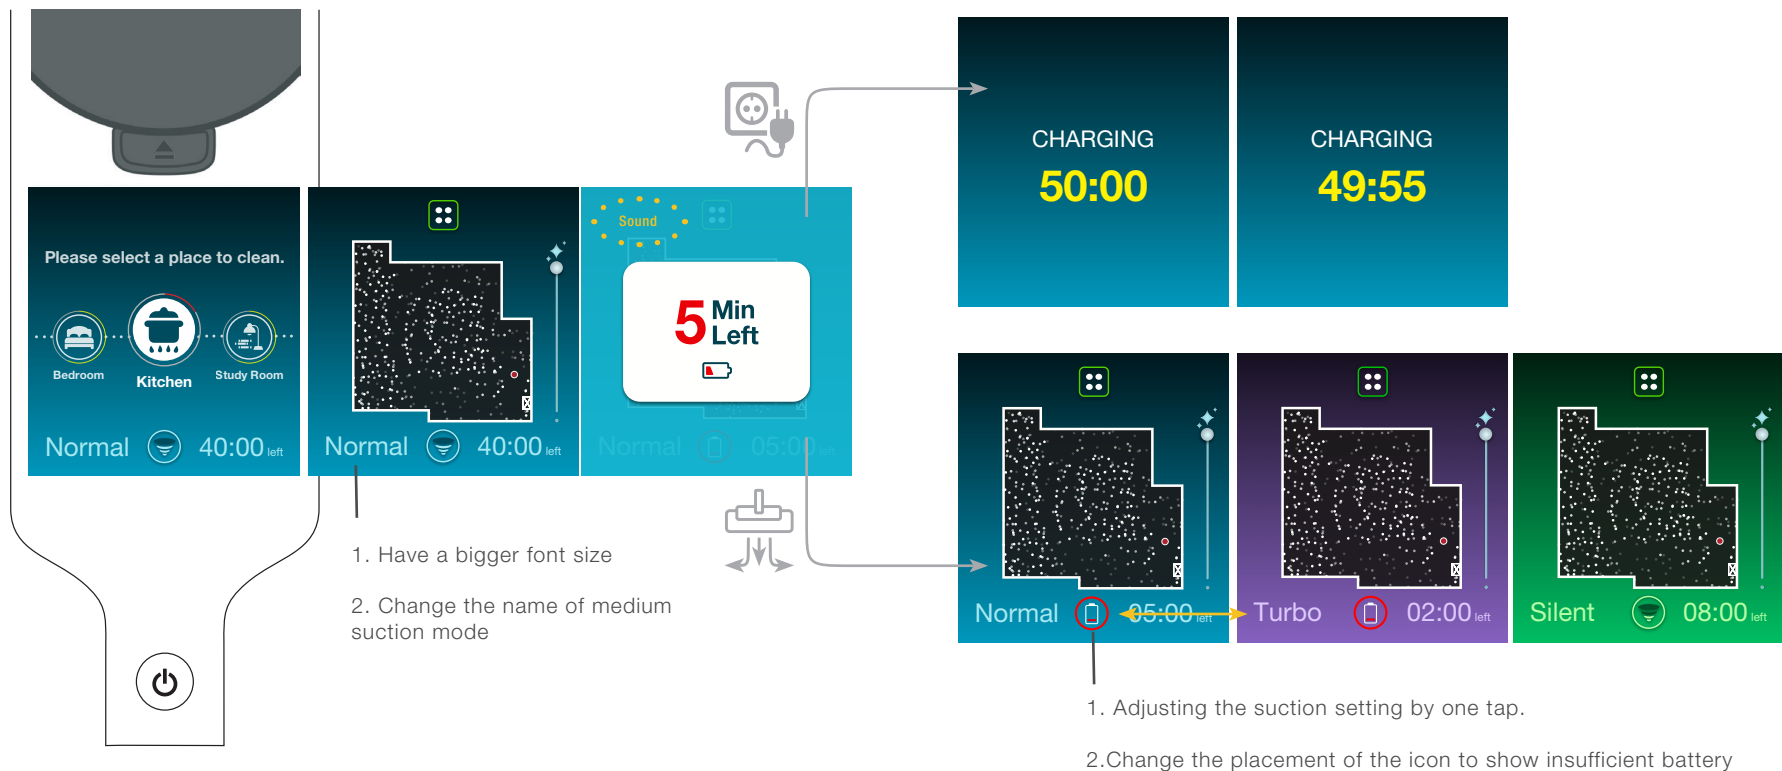 CHARGING
50:00
CHARGING
49:55
Please select a place to clean.
Bedroom
Kitchen
Study Room
Normal 40:00 left
Normal 40:00 left
Sound
5 Min
Left
Normal 05:00 left
1. Have a bigger font size
2. Change the name of medium
suction mode
Normal 05:00 left
Turbo 02:00 left
Silent 08:00 left
1. Adjusting the suction setting by one tap.
2.Change the placement of the icon to show insufficient battery